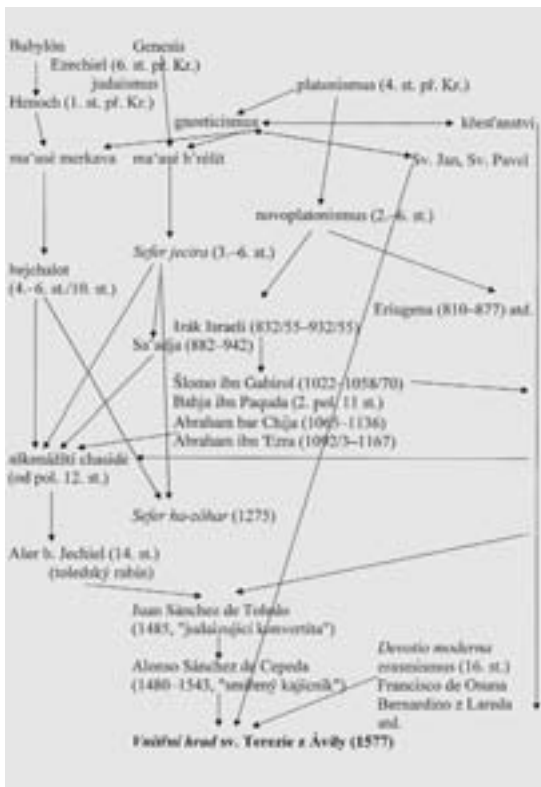 Babylón
Genesis
Ezechiel (6. st. př. Kr.)
judaismus
platonismus (4. st. př. Kr.)
Henoch (1. st. př. Kr.)
gnosticismus
křesťanství
ma'asé merkava
ma'asé b'rešit
Sv. Jan, Sv. Pavel
novoplatonismus (2.–6. st.)
Sefer jecira (3.–6. st.)
hejchalot
(4.–6. st./10. st.)
Eriugena (810–877) atd.
Izák Israeli (832/55–932/55)
Sa'adja (882–942)
Šlomo ibn Gabirol (1022–1058/70)
Bahja ibn Paquda (2. pol. 11 st.)
Abraham bar Chija (1065–1136)
Abraham ibn 'Ezra (1092/3–1167)
aškenázští chasidé
(od pol. 12. st.)
Sefer ha-zohar (1275)
Ašer b. Jechiel (14. st.)
(toledský rabín)
Juan Sánchez de Toledo
(1485, "judaizující konvertita")
Devotio moderna
Alonso Sánchez de Cepeda
erasmismus (16. st.)
(1480–1543, "smířený kajícník")
Francisco de Osuna
Bernardino z Lareda
atd.
Vnitřní hrad sv. Terezie z Ávily (1577)